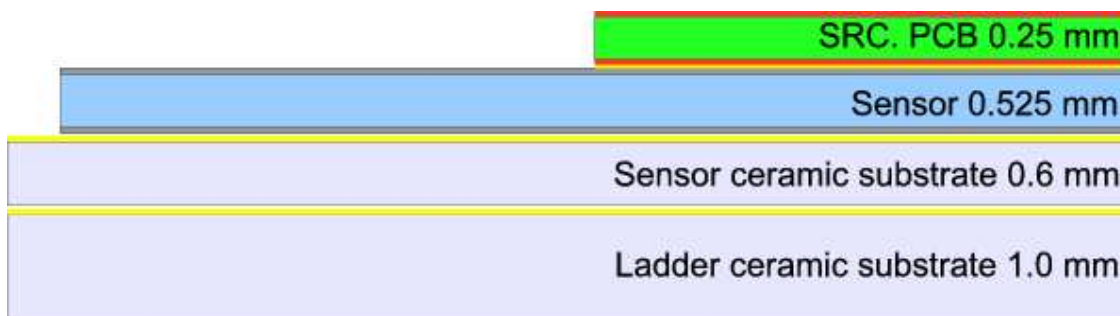 SRC. PCB 0.25 mm
Sensor 0.525 mm
Sensor ceramic substrate 0.6 mm
Ladder ceramic substrate 1.0 mm